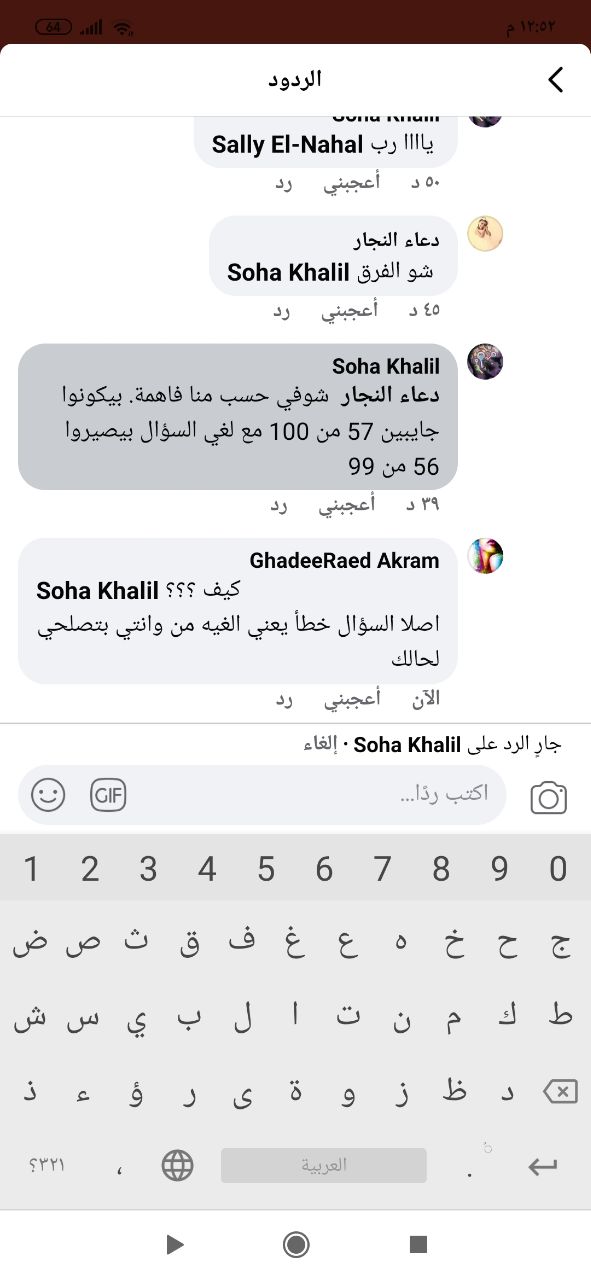 64
١٢:٥٢ م
الردود
Soha Khalil
Sally El-Nahal ياااا رب
٥٠ د أعجبني رد
دعاء النجار
Soha Khalil شو الفرق
٤٥ د أعجبني رد
Soha Khalil
دعاء النجار شوفي حسب منا فاهمة. بيكونوا
جايبين 57 من 100 مع لغي السؤال بيصيروا
56 من 99
٣٩ د أعجبني رد
GhadeeRaed Akram
Soha Khalil كيف ؟؟؟
اصلا السؤال خطأ يعني الغيه من وانتي بتصلحي
لحالك
الآن أعجبني رد
جارٍ الرد على Soha Khalil · إلغاء
اكتب ردًا...
GIF
1 2 3 4 5 6 7 8 9 0
ض ص ث ق ف غ ع ه خ ح ج
ش س ي ب ل ا ت ن م ك ط
ذ ء ؤ ر ى ة و ز ظ د
٣٢١؟ ، العربية .